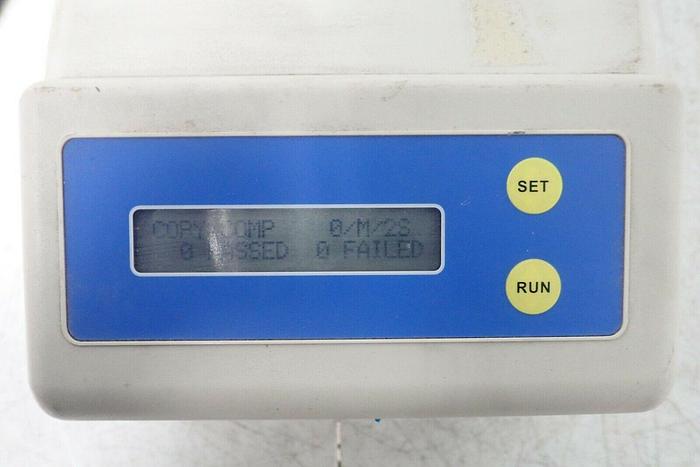 COPY COMP 0/M/2S
0 PASSED 0 FAILED
SET
RUN